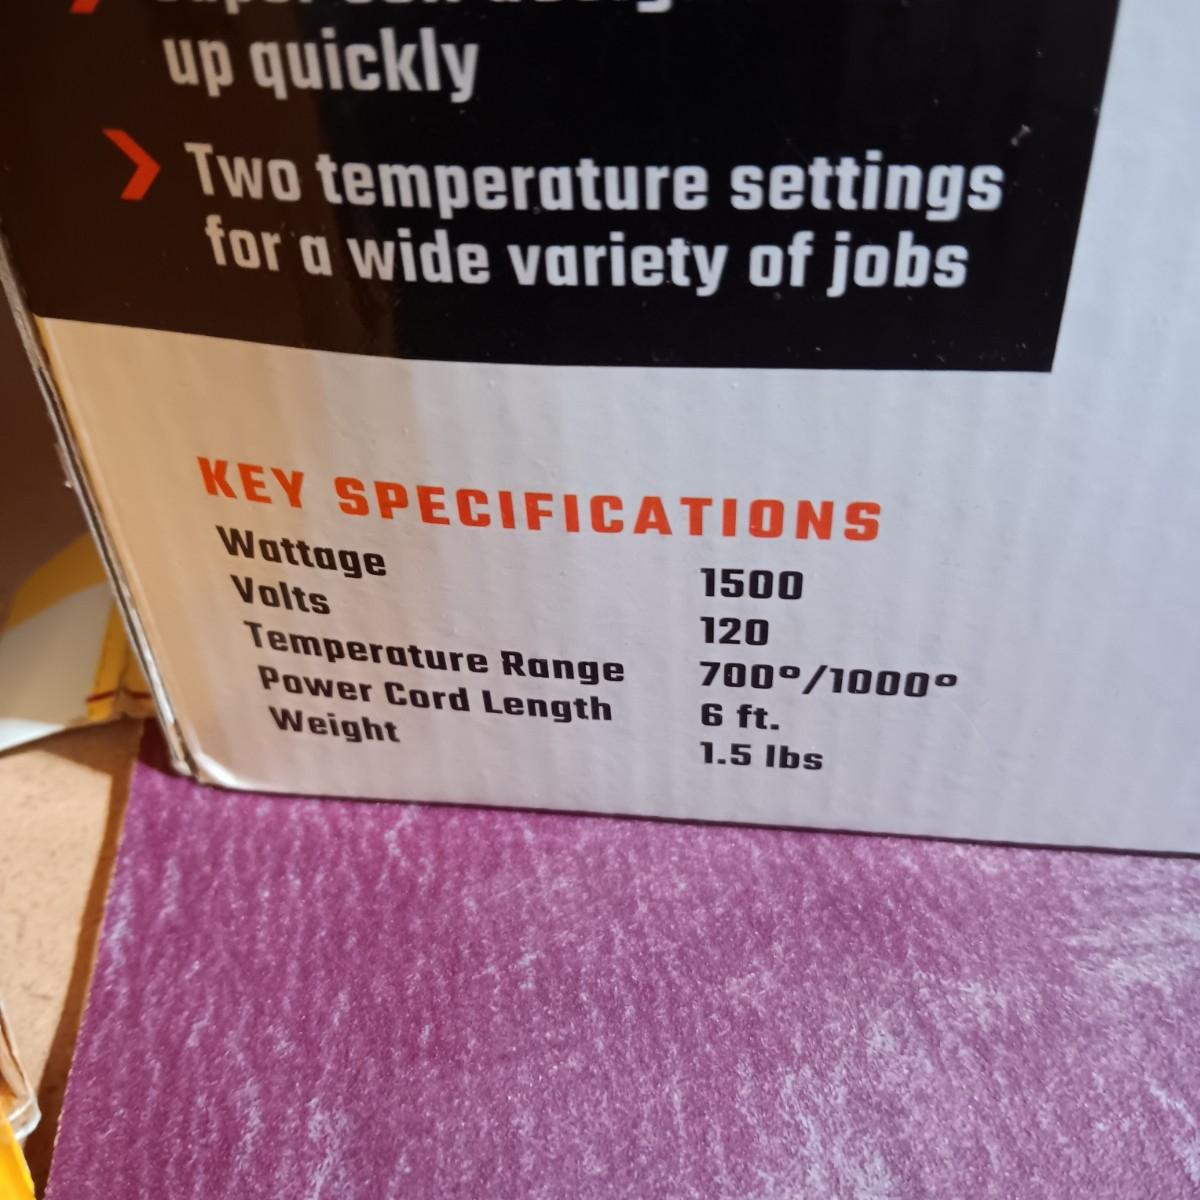 up quickly
Two temperature settings
for a wide variety of jobs
KEY SPECIFICATIONS
Wattage 1500
Volts 120
Temperature Range 700°/1000°
Power Cord Length 6 ft.
Weight 1.5 lbs